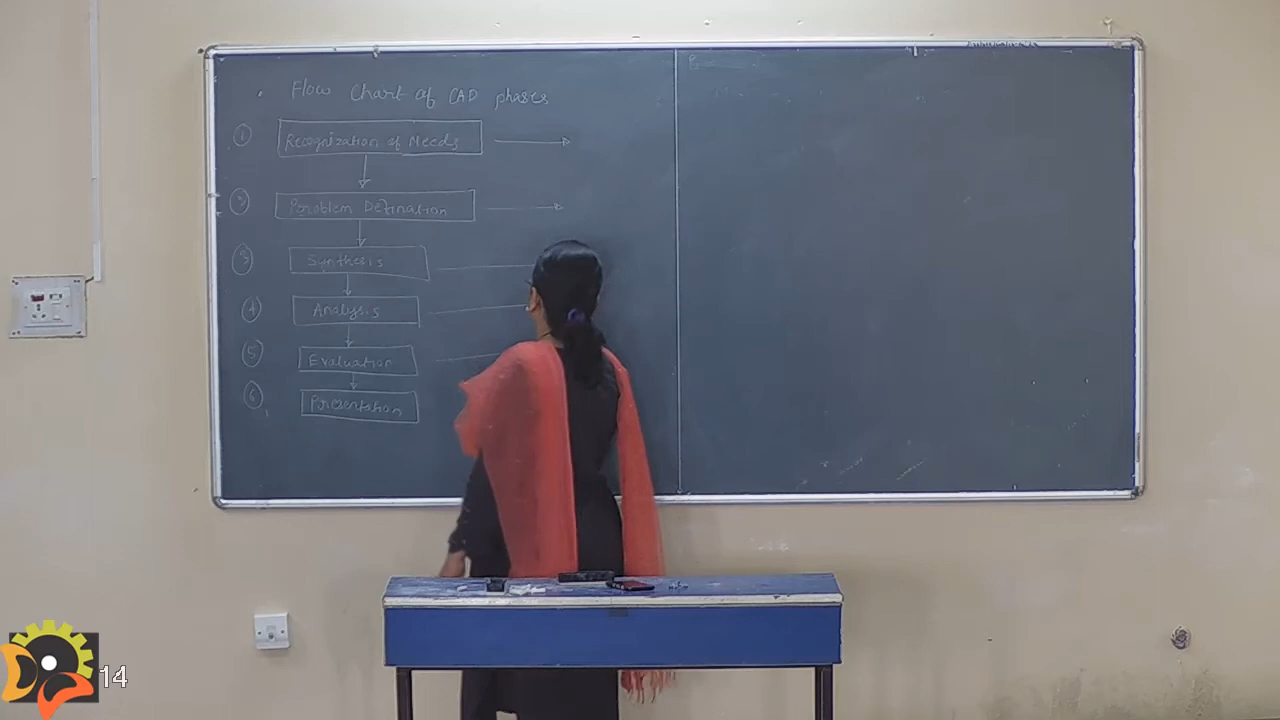 Flow Chart of CAD phases
① Recognization of Needs
② Problem Defination
③ Synthesis
④ Analysis
⑤ Evaluation
⑥ Presentation
14